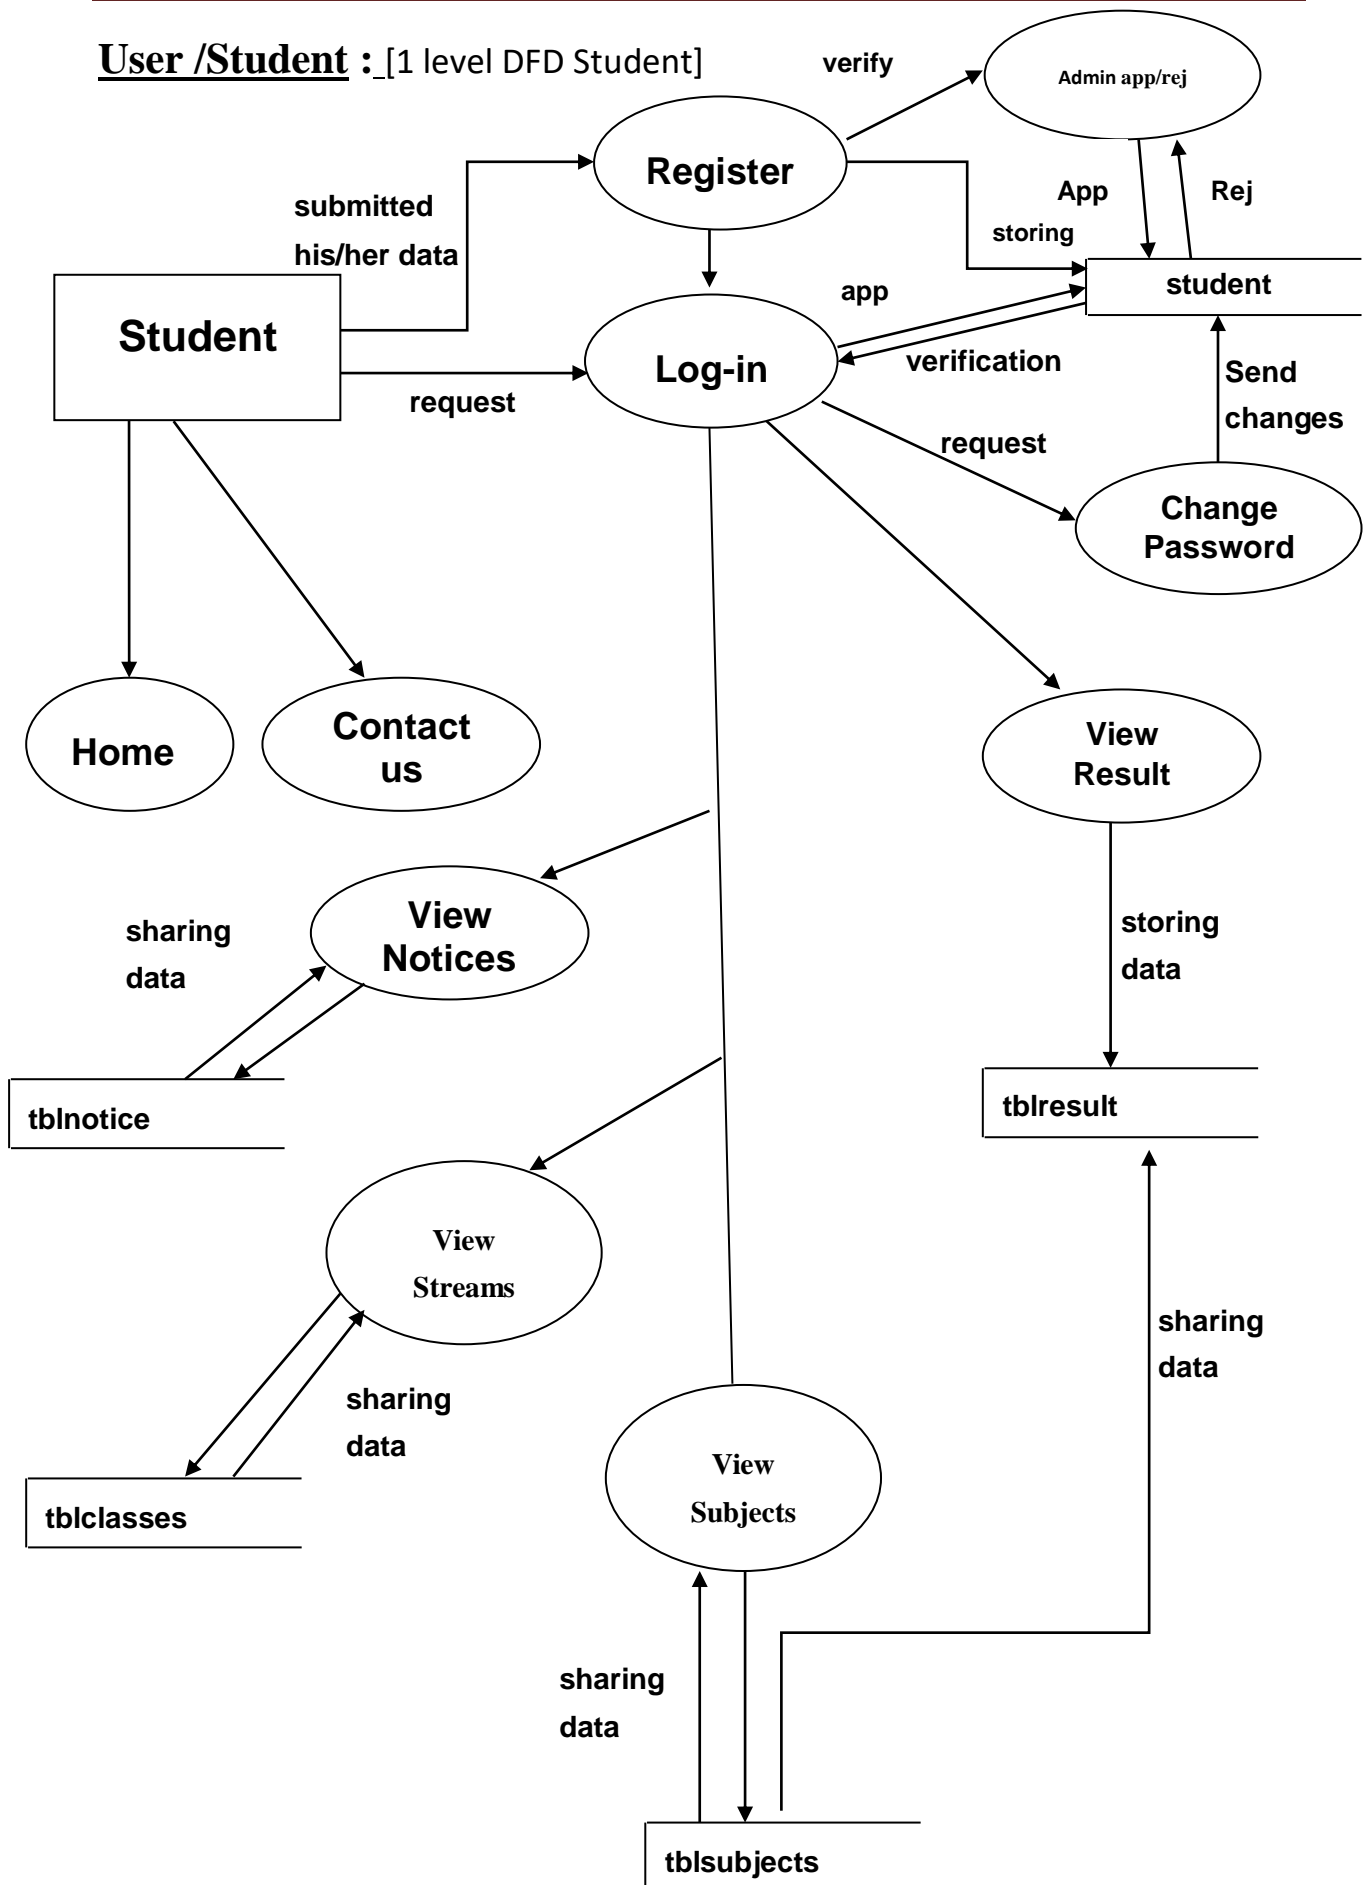 User /Student : [1 level DFD Student]
verify
Admin app/rej
Register
submitted
his/her data
App
Rej
storing
student
app
Student
Log-in
verification
request
Send
changes
request
Change
Password
Home
Contact
us
View
Result
View
Notices
sharing
data
storing
data
tblnotice
tblresult
View
Streams
sharing
data
sharing
data
tblclasses
View
Subjects
sharing
data
tblsubjects